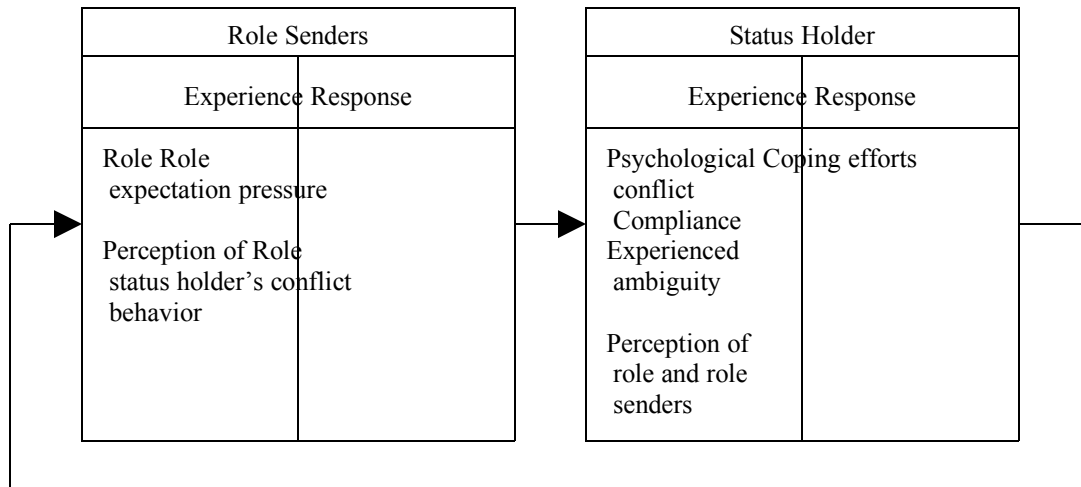 Role Senders
Experience Response
Role Role
expectation pressure
Perception of Role
status holder's conflict
behavior
Status Holder
Experience Response
Psychological Coping efforts
conflict
Compliance
Experienced
ambiguity
Perception of
role and role
senders